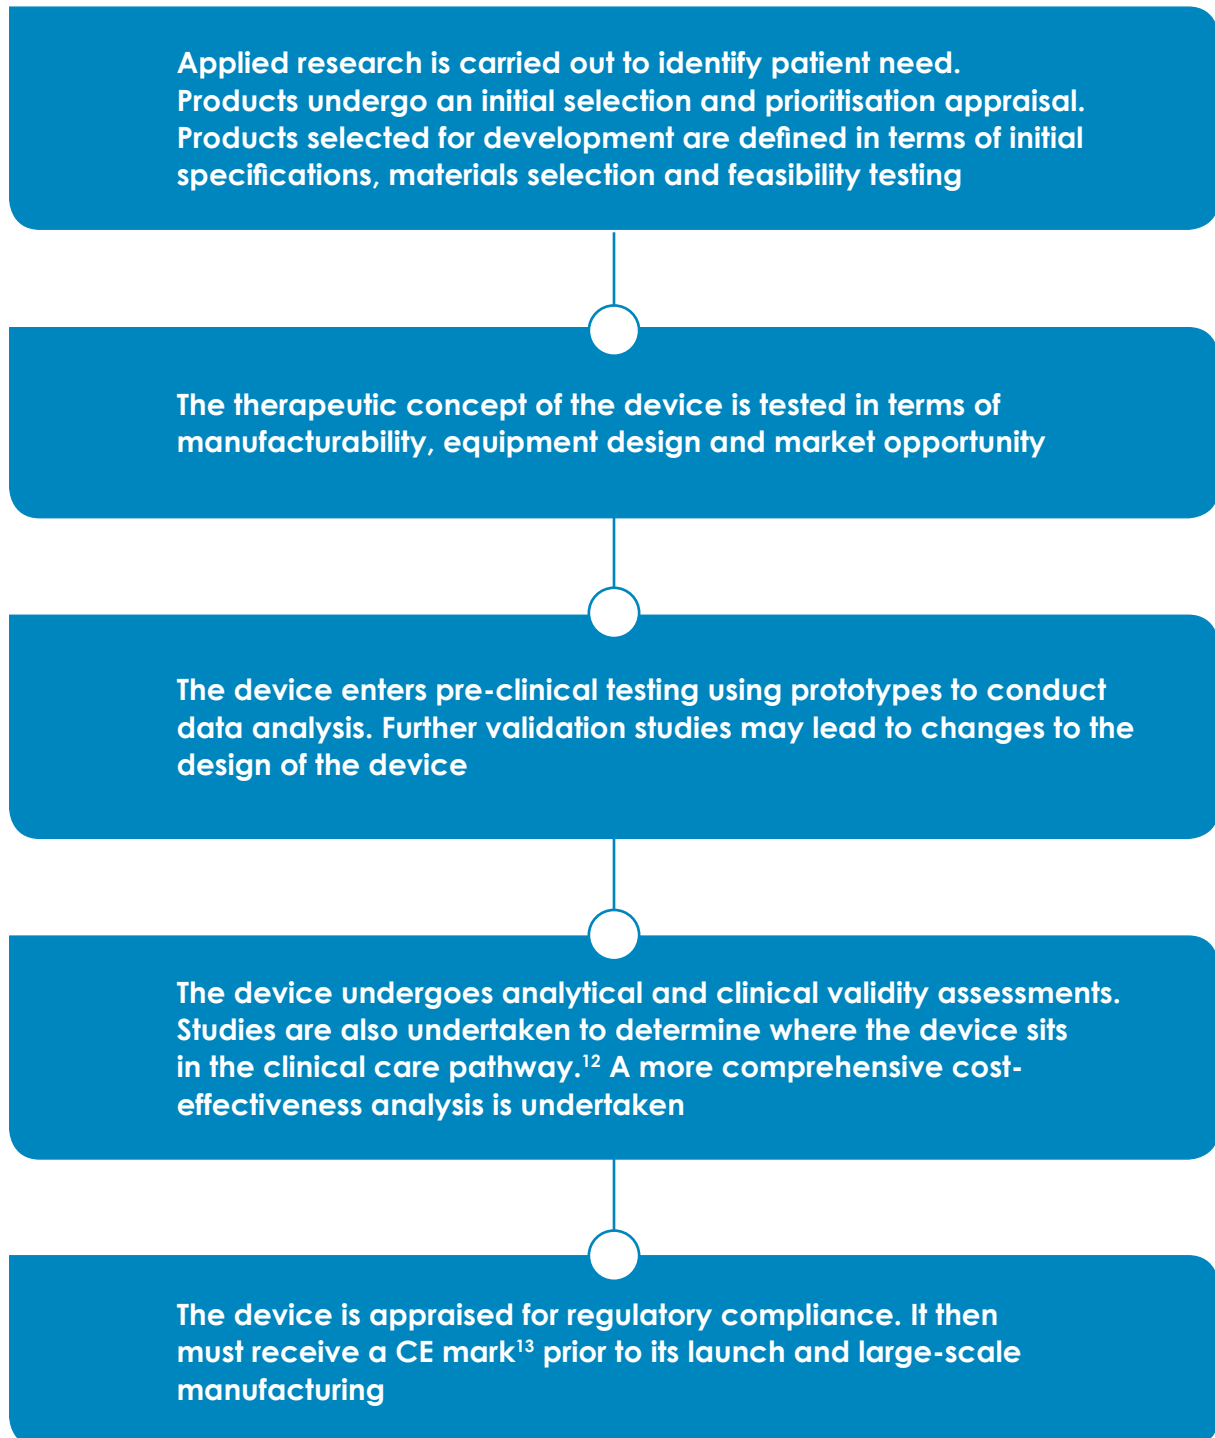 Applied research is carried out to identify patient need.
Products undergo an initial selection and prioritisation appraisal.
Products selected for development are defined in terms of initial
specifications, materials selection and feasibility testing
The therapeutic concept of the device is tested in terms of
manufacturability, equipment design and market opportunity
The device enters pre-clinical testing using prototypes to conduct
data analysis. Further validation studies may lead to changes to the
design of the device
The device undergoes analytical and clinical validity assessments.
Studies are also undertaken to determine where the device sits
in the clinical care pathway.¹² A more comprehensive cost-
effectiveness analysis is undertaken
The device is appraised for regulatory compliance. It then
must receive a CE mark¹³ prior to its launch and large-scale
manufacturing